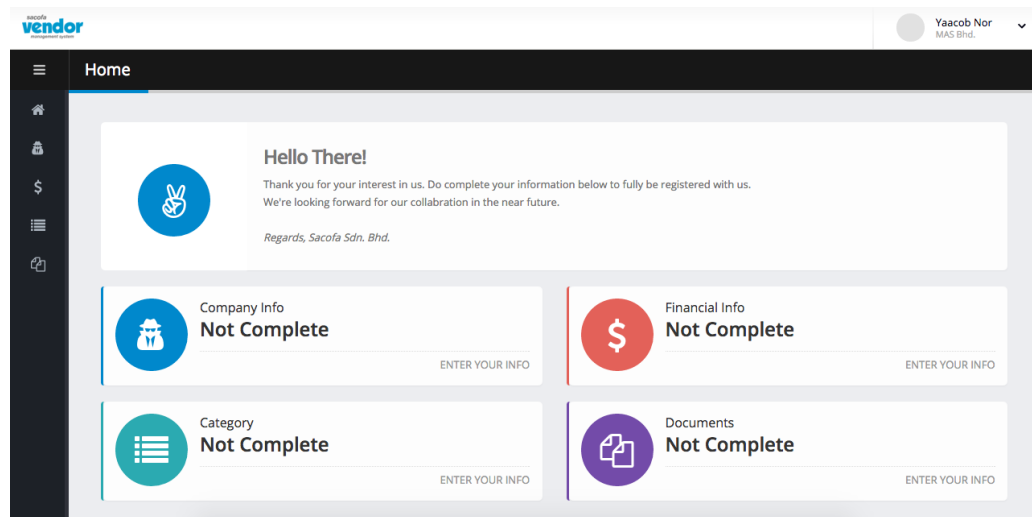 sacofa
vendor
management system
Yaacob Nor
MAS Bhd.
Home
Hello There!
Thank you for your interest in us. Do complete your information below to fully be registered with us.
We're looking forward for our collabration in the near future.
Regards, Sacofa Sdn. Bhd.
Company Info
Not Complete
ENTER YOUR INFO
Financial Info
Not Complete
ENTER YOUR INFO
Category
Not Complete
ENTER YOUR INFO
Documents
Not Complete
ENTER YOUR INFO